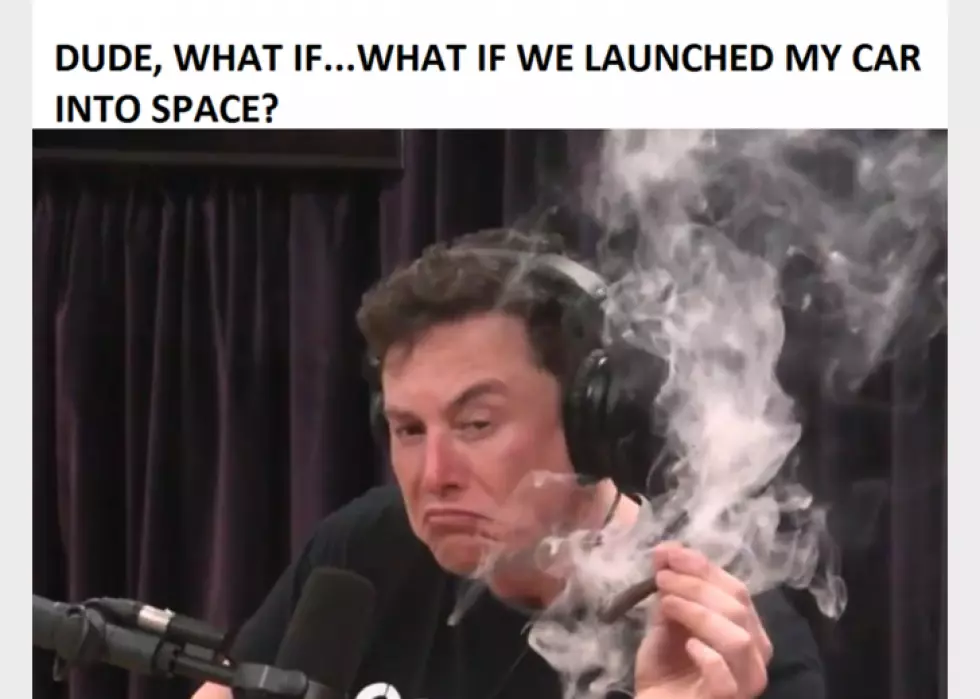 DUDE, WHAT IF...WHAT IF WE LAUNCHED MY CAR
INTO SPACE?